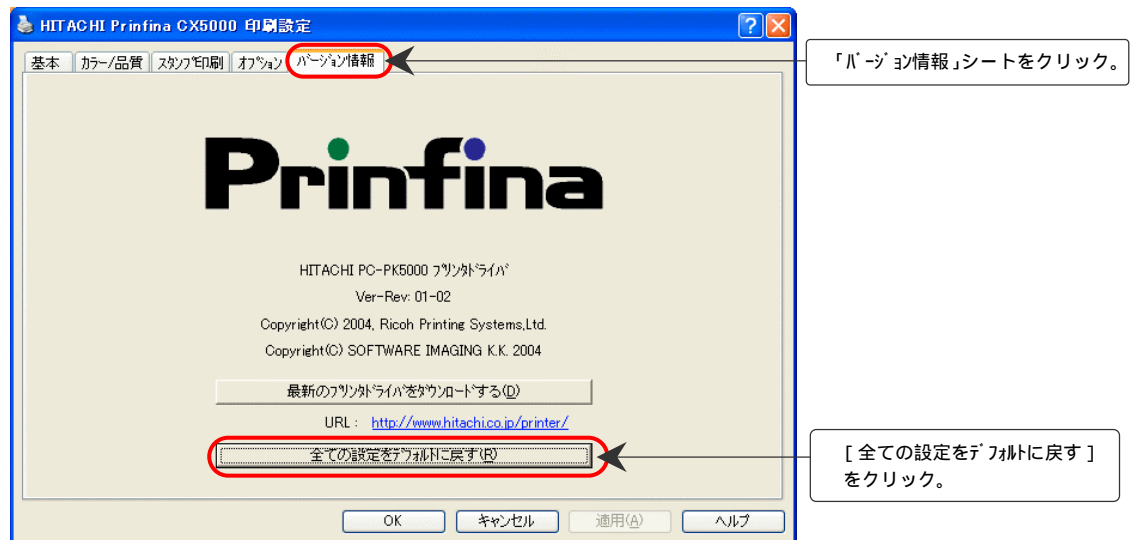 HITACHI Prinfina CX5000 印刷設定
基本 カラー/品質 スタンプ印刷 オプション バージョン情報
「バージョン情報」シートをクリック。
Prinfina
HITACHI PC-PK5000 プリンタドライバ
Ver-Rev: 01-02
Copyright(C) 2004, Ricoh Printing Systems,Ltd.
Copyright(C) SOFTWARE IMAGING K.K. 2004
最新のプリンタドライバをダウンロードする(D)
URL : http://www.hitachi.co.jp/printer/
全ての設定をデフォルトに戻す(R)
[全ての設定をデフォルトに戻す]
をクリック。
OK キャンセル 適用(A) ヘルプ